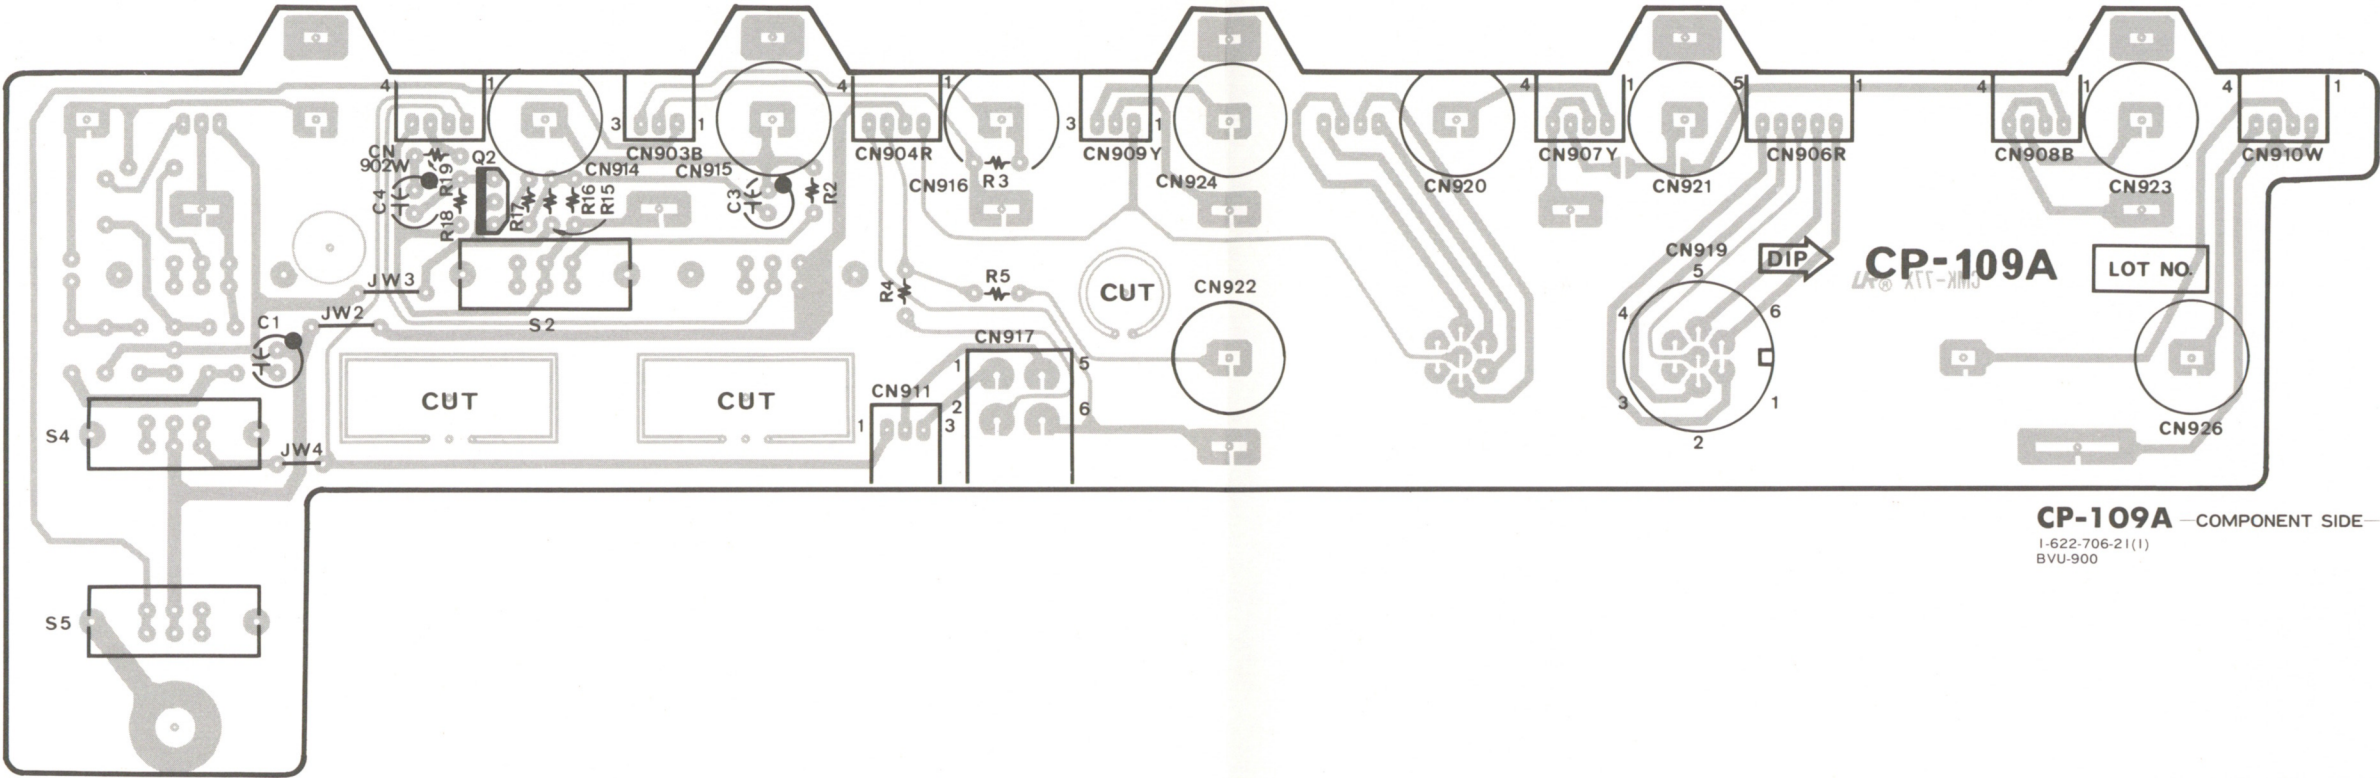 4 1 3 1 4 1 3 1 4 1 5 1 4 1 4 1
CN 902W
R19
Q2
CN914
CN903B
CN915
CN904R
CN916
R3
CN909Y
CN924
CN920
CN907Y
CN921
CN906R
CN908B
CN923
CN910W
C4
R18
R17
R16
R15
C3
R2
JW3
S2
JW2
C1
R4
R5
CUT
CN922
CN919
5
4
6
3
1
2
DIP
CP-109A
CMK-77X
®
LOT NO.
CN917
1 5
2 6
CN911
1 3
CUT
CUT
S4
JW4
CN926
S5
CP-109A —COMPONENT SIDE—
1-622-706-21(1)
BVU-900